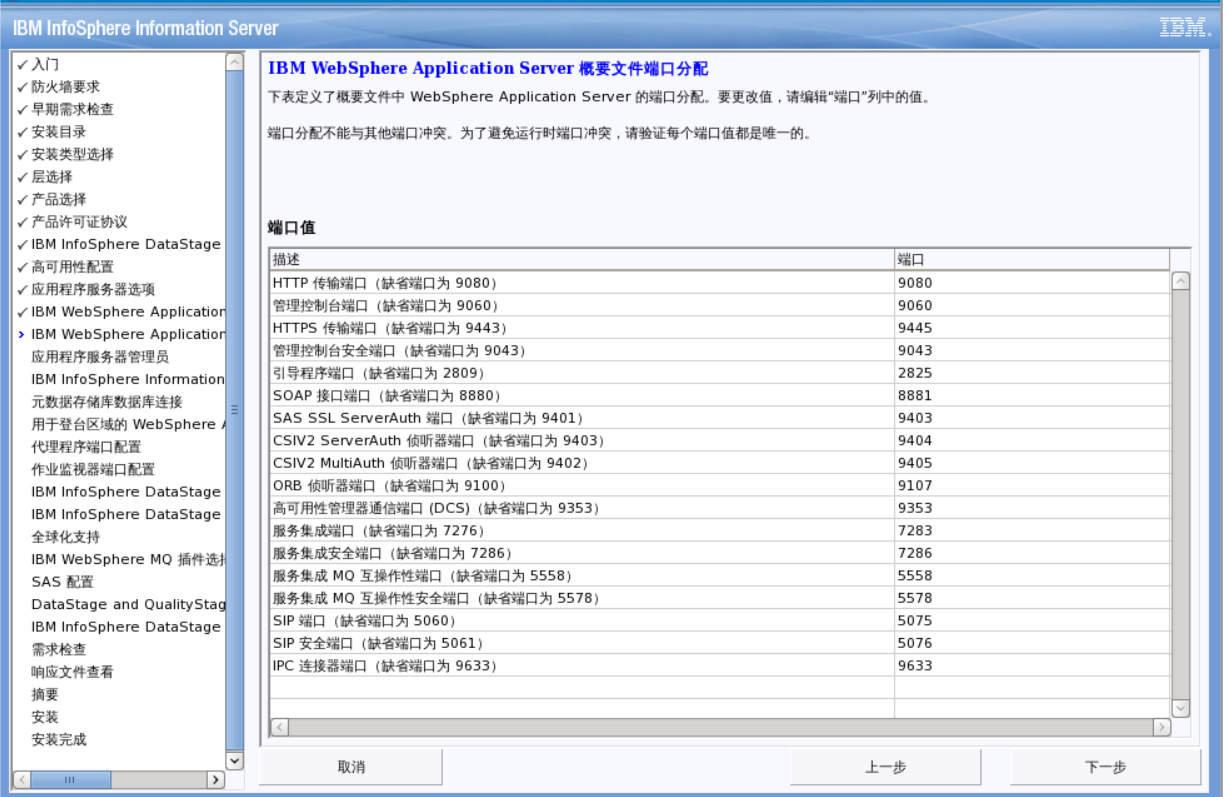 IBM InfoSphere Information Server
IBM.
✓ 入门
✓ 防火墙要求
✓ 早期需求检查
✓ 安装目录
✓ 安装类型选择
✓ 层选择
✓ 产品选择
✓ 产品许可证协议
✓ IBM InfoSphere DataStage
✓ 高可用性配置
✓ 应用程序服务器选项
✓ IBM WebSphere Application
› IBM WebSphere Application
应用程序服务器管理员
IBM InfoSphere Information
元数据存储库数据库连接
用于登台区域的 WebSphere A
代理程序端口配置
作业监视器端口配置
IBM InfoSphere DataStage
IBM InfoSphere DataStage
全球化支持
IBM WebSphere MQ 插件选择
SAS 配置
DataStage and QualityStag
IBM InfoSphere DataStage
需求检查
响应文件查看
摘要
安装
安装完成
IBM WebSphere Application Server 概要文件端口分配
下表定义了概要文件中 WebSphere Application Server 的端口分配。要更改值，请编辑“端口”列中的值。
端口分配不能与其他端口冲突。为了避免运行时端口冲突，请验证每个端口值都是唯一的。
端口值
描述 端口
HTTP 传输端口（缺省端口为 9080） 9080
管理控制台端口（缺省端口为 9060） 9060
HTTPS 传输端口（缺省端口为 9443） 9445
管理控制台安全端口（缺省端口为 9043） 9043
引导程序端口（缺省端口为 2809） 2825
SOAP 接口端口（缺省端口为 8880） 8881
SAS SSL ServerAuth 端口（缺省端口为 9401） 9403
CSIV2 ServerAuth 侦听器端口（缺省端口为 9403） 9404
CSIV2 MultiAuth 侦听器端口（缺省端口为 9402） 9405
ORB 侦听器端口（缺省端口为 9100） 9107
高可用性管理器通信端口 (DCS)（缺省端口为 9353） 9353
服务集成端口（缺省端口为 7276） 7283
服务集成安全端口（缺省端口为 7286） 7286
服务集成 MQ 互操作性端口（缺省端口为 5558） 5558
服务集成 MQ 互操作性安全端口（缺省端口为 5578） 5578
SIP 端口（缺省端口为 5060） 5075
SIP 安全端口（缺省端口为 5061） 5076
IPC 连接器端口（缺省端口为 9633） 9633
取消 上一步 下一步